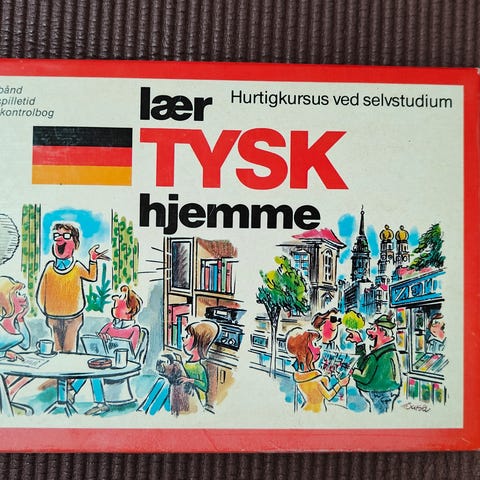 bånd
spilletid
kontrolbog
lær
TYSK
hjemme
Hurtigkursus ved selvstudium